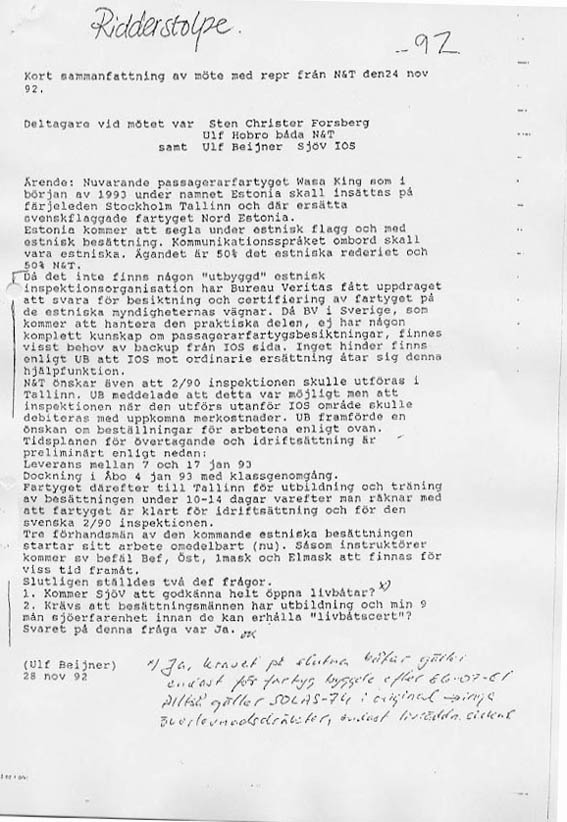 Ridderstolpe.
-92
Kort sammanfattning av möte med repr från N&T den24 nov
92.
Deltagare vid mötet var Sten Christer Forsberg
Ulf Hobro båda N&T
samt Ulf Beijner Sjöv IOS
Ärende: Nuvarande passagerarfartyget Wasa King som i
början av 1993 under namnet Estonia skall insättas på
färjeleden Stockholm Tallinn och där ersätta
svenskflaggade fartyget Nord Estonia.
Estonia kommer att segla under estnisk flagg och med
estnisk besättning. Kommunikationsspråket ombord skall
vara estniska. Ägandet är 50% det estniska rederiet och
50% N&T.
Då det inte finns någon "utbyggd" estnisk
inspektionsorganisation har Bureau Veritas fått uppdraget
att svara för besiktning och certifiering av fartyget på
de estniska myndigheternas vägnar. Då BV i Sverige, som
kommer att hantera den praktiska delen, ej har någon
komplett kunskap om passagerarfartygsbesiktningar, finnes
visst behov av backup från IOS sida. Inget hinder finns
enligt UB att IOS mot ordinarie ersättning åtar sig denna
hjälpfunktion.
N&T önskar även att 2/90 inspektionen skulle utföras i
Tallinn. UB meddelade att detta var möjligt men att
inspektionen när den utförs utanför IOS område skulle
debiteras med uppkomna merkostnader. UB framförde en
önskan om beställningar för arbetena enligt ovan.
Tidsplanen för övertagande och idriftsättning är
preliminärt enligt nedan:
Leverans mellan 7 och 17 jan 93
Dockning i Åbo 4 jan 93 med klassgenomgång.
Fartyget därefter till Tallinn för utbildning och träning
av besättningen under 10-14 dagar varefter man räknar med
att fartyget är klart för idriftsättning och för den
svenska 2/90 inspektionen.
Tre förhandsmän av den kommande estniska besättningen
startar sitt arbete omedelbart (nu). Såsom instruktörer
kommer sv befäl Bef, Öst, 1mask och Elmask att finnas för
viss tid framåt.
Slutligen ställdes två def frågor.
1. Kommer Sjöv att godkänna helt öppna livbåtar? *)
2. Krävs att besättningsmännen har utbildning och min 9
mån sjöerfarenhet innan de kan erhålla "livbåtscert"?
Svaret på denna fråga var Ja. OK
(Ulf Beijner)
28 nov 92
*) Ja, kravet på slutna båtar gäller
endast för fartyg byggda efter 86-07-01
Alltså gäller SOLAS-74 i original - inga
överlevnadsdräkter, endast